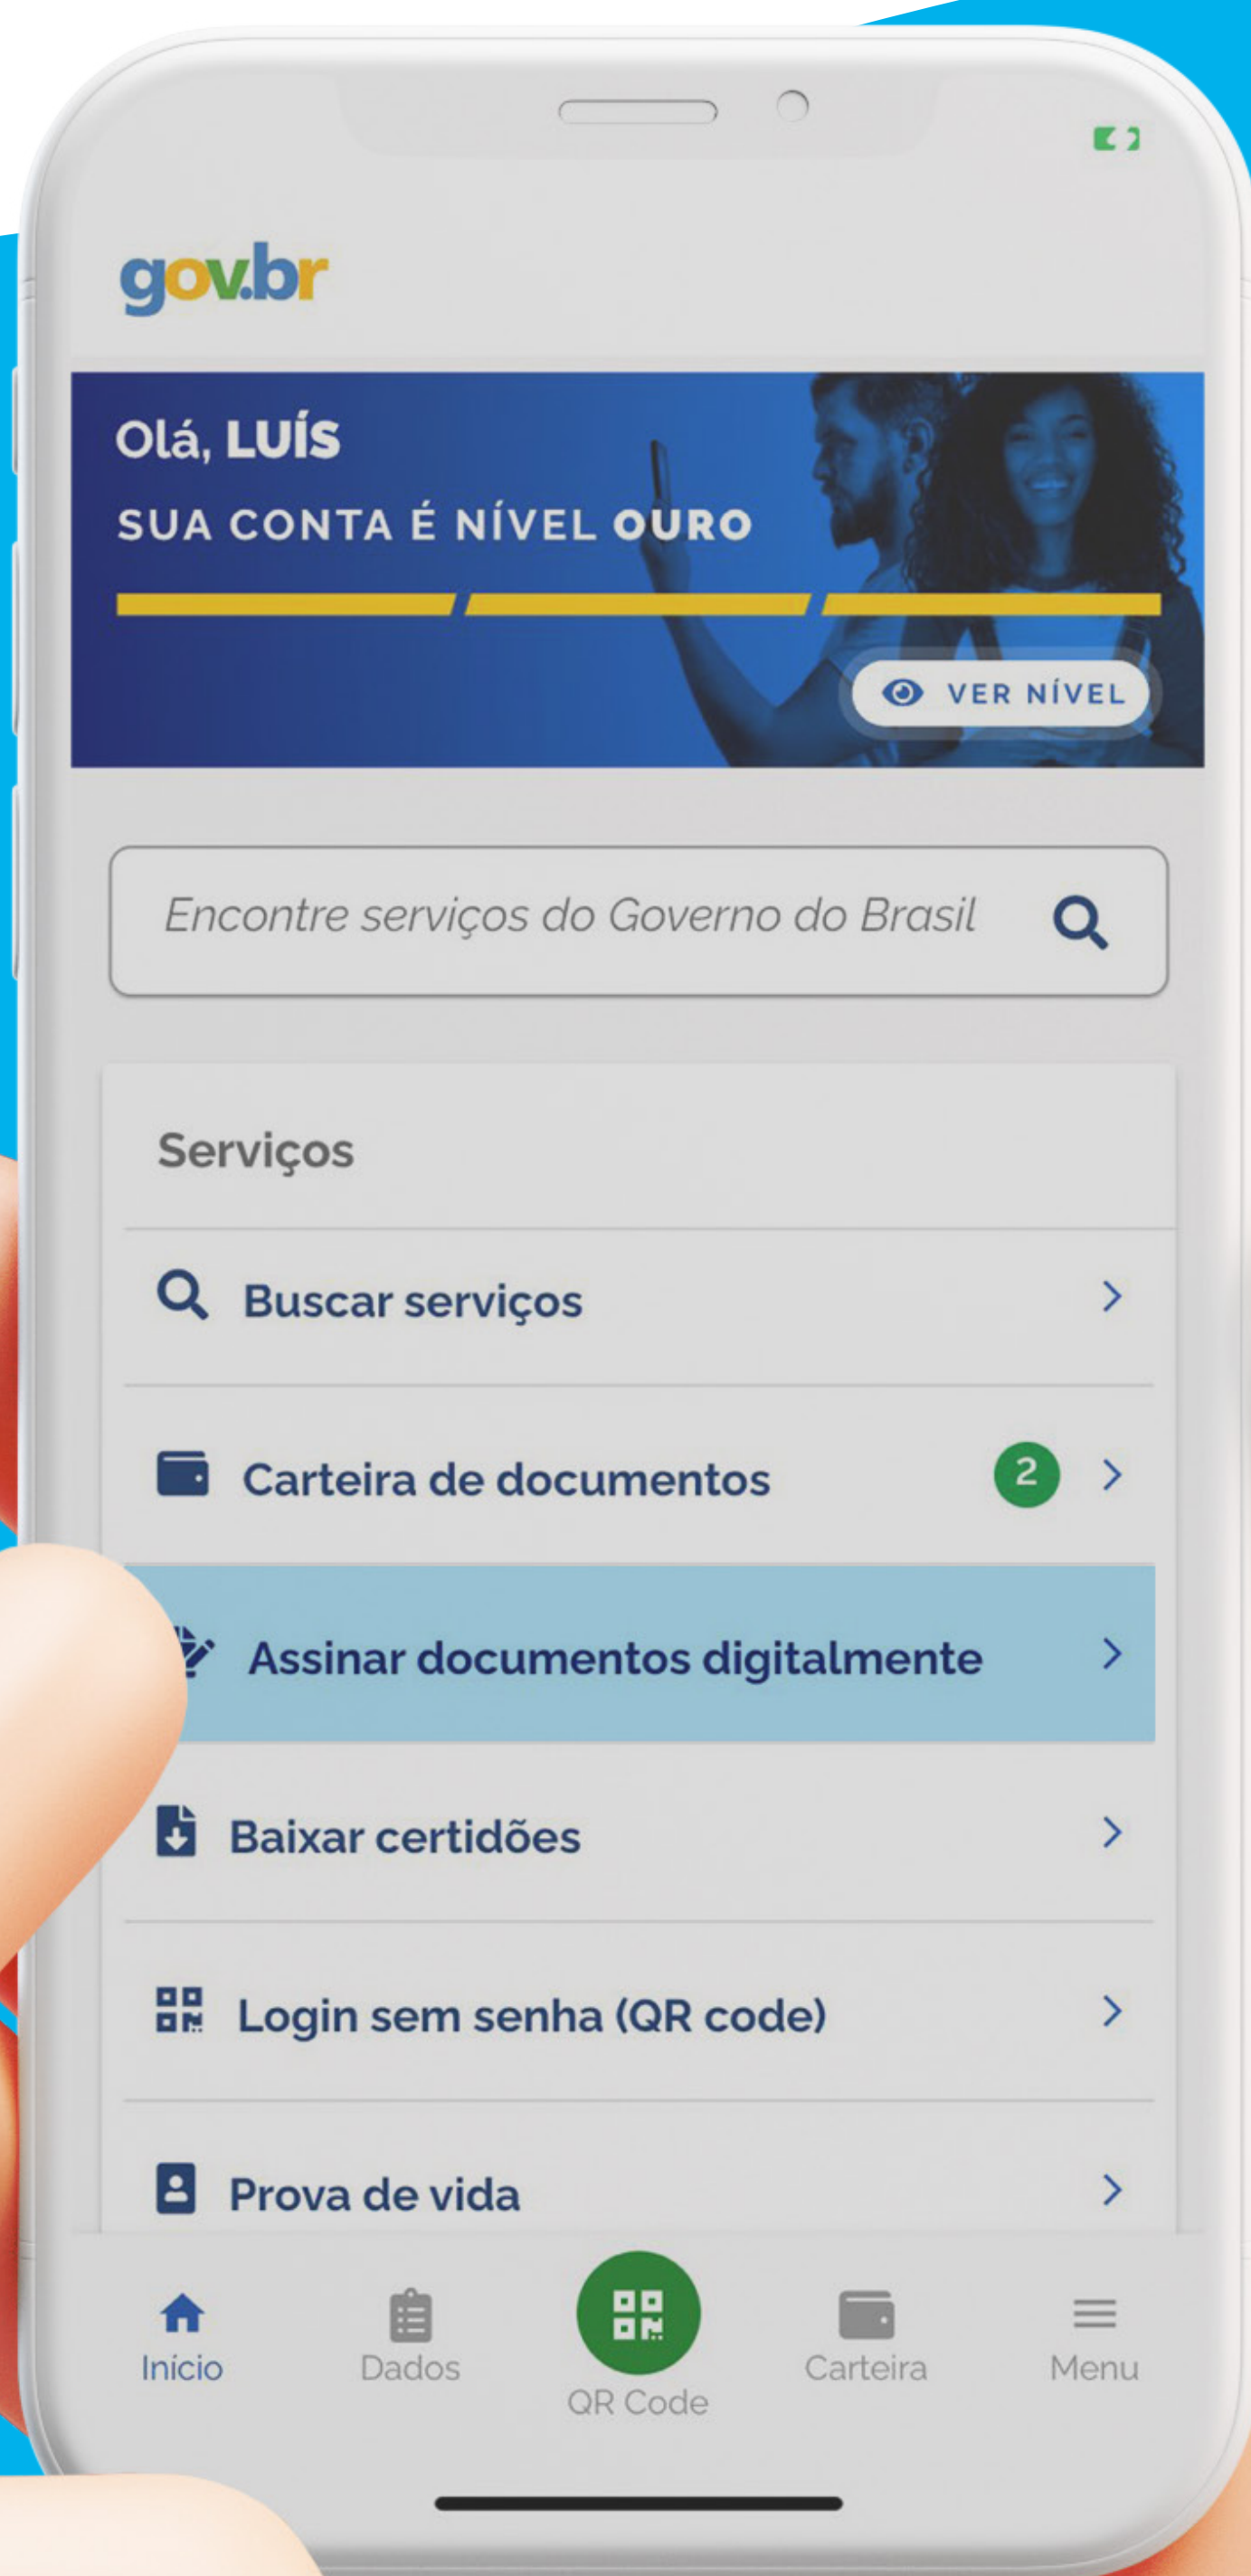 gov.br
Olá, LUÍS
SUA CONTA É NÍVEL OURO
VER NÍVEL
Encontre serviços do Governo do Brasil
Serviços
Buscar serviços
Carteira de documentos 2
Assinar documentos digitalmente
Baixar certidões
Login sem senha (QR code)
Prova de vida
Início Dados QR Code Carteira Menu